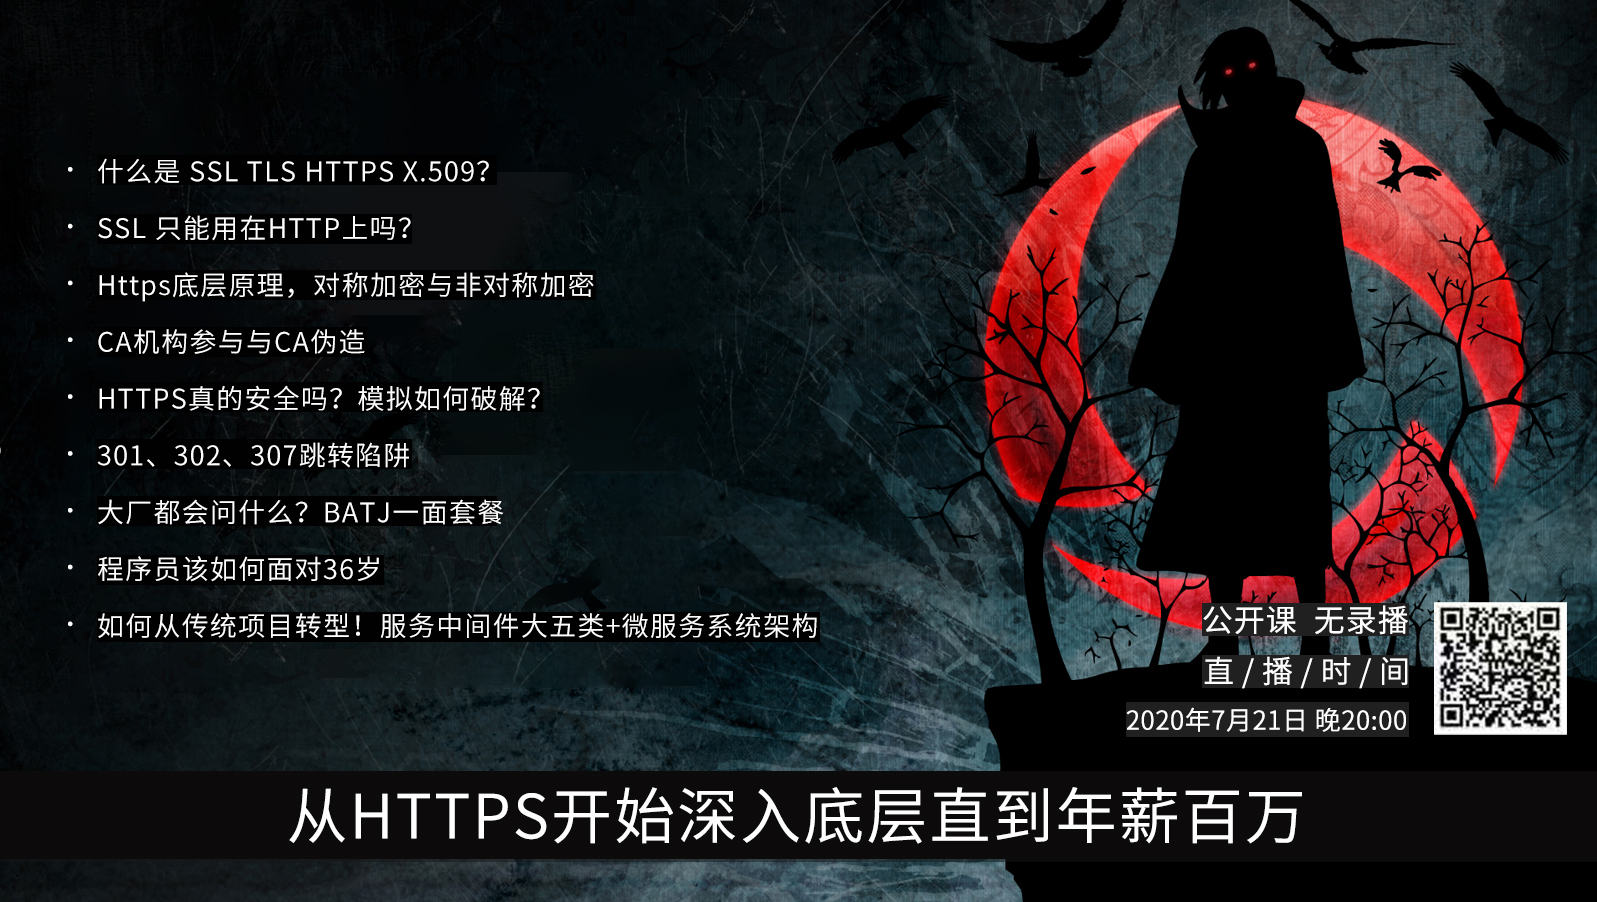 • 什么是 SSL TLS HTTPS X.509？
• SSL 只能用在HTTP上吗？
• Https底层原理，对称加密与非对称加密
• CA机构参与与CA伪造
• HTTPS真的安全吗？模拟如何破解？
• 301、302、307跳转陷阱
• 大厂都会问什么？BATJ一面套餐
• 程序员该如何面对36岁
• 如何从传统项目转型！服务中间件大五类+微服务系统架构
公开课 无录播
直 / 播 / 时 / 间
2020年7月21日 晚20:00
从HTTPS开始深入底层直到年薪百万